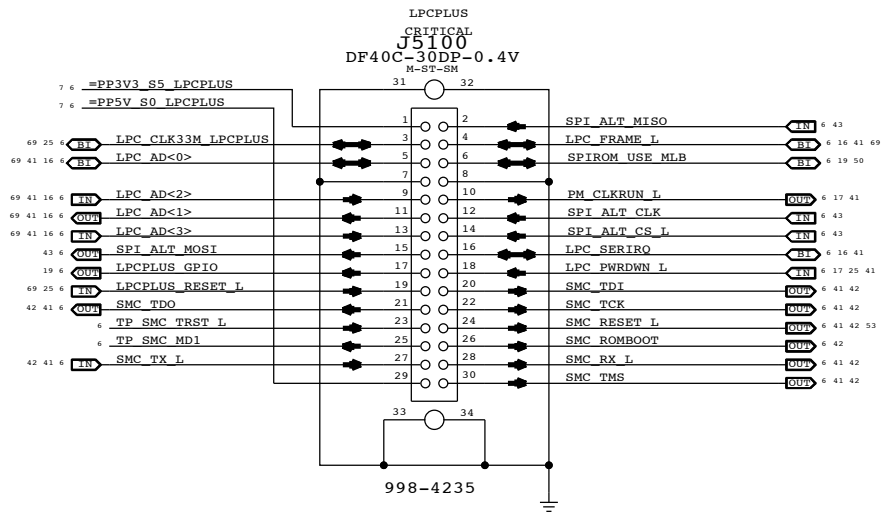 LPCPLUS
CRITICAL
J5100
DF40C-30DP-0.4V
M-ST-SM
31 32
7 6 =PP3V3_S5_LPCPLUS
7 6 =PP5V_S0_LPCPLUS
1 2 SPI_ALT_MISO IN 6 43
69 25 6 BI LPC_CLK33M_LPCPLUS 3 4 LPC_FRAME_L BI 6 16 41 69
69 41 16 6 BI LPC_AD<0> 5 6 SPIROM_USE_MLB BI 6 19 50
7 8
69 41 16 6 IN LPC_AD<2> 9 10 PM_CLKRUN_L OUT 6 17 41
69 41 16 6 OUT LPC_AD<1> 11 12 SPI_ALT_CLK IN 6 43
69 41 16 6 IN LPC_AD<3> 13 14 SPI_ALT_CS_L IN 6 43
43 6 OUT SPI_ALT_MOSI 15 16 LPC_SERIRQ BI 6 16 41
19 6 OUT LPCPLUS_GPIO 17 18 LPC_PWRDWN_L IN 6 17 25 41
69 25 6 IN LPCPLUS_RESET_L 19 20 SMC_TDI OUT 6 41 42
42 41 6 OUT SMC_TDO 21 22 SMC_TCK OUT 6 41 42
6 TP_SMC_TRST_L 23 24 SMC_RESET_L OUT 6 41 42 53
6 TP_SMC_MD1 25 26 SMC_ROMBOOT OUT 6 42
42 41 6 IN SMC_TX_L 27 28 SMC_RX_L OUT 6 41 42
29 30 SMC_TMS OUT 6 41 42
33 34
998-4235